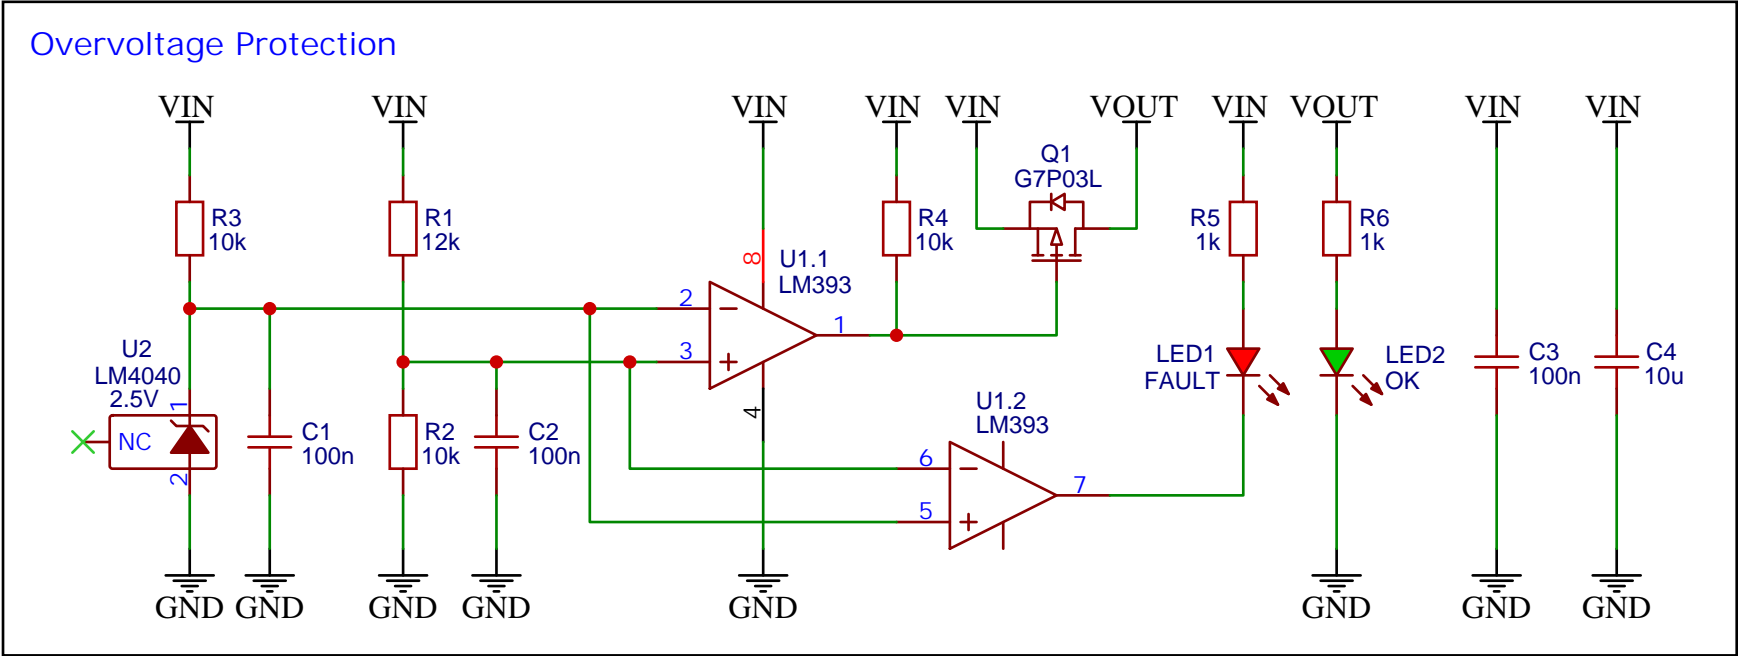 Overvoltage Protection
VIN VIN VIN VIN VIN VOUT VIN VOUT VIN VIN
Q1
G7P03L
R3
10k
R1
12k
R4
10k
R5
1k
R6
1k
8
U1.1
LM393
2
3
1
4
U2
LM4040
2.5V
1
NC
2
C1
100n
R2
10k
C2
100n
U1.2
LM393
6
5
7
LED1
FAULT
LED2
OK
C3
100n
C4
10u
GND GND GND GND GND GND GND GND